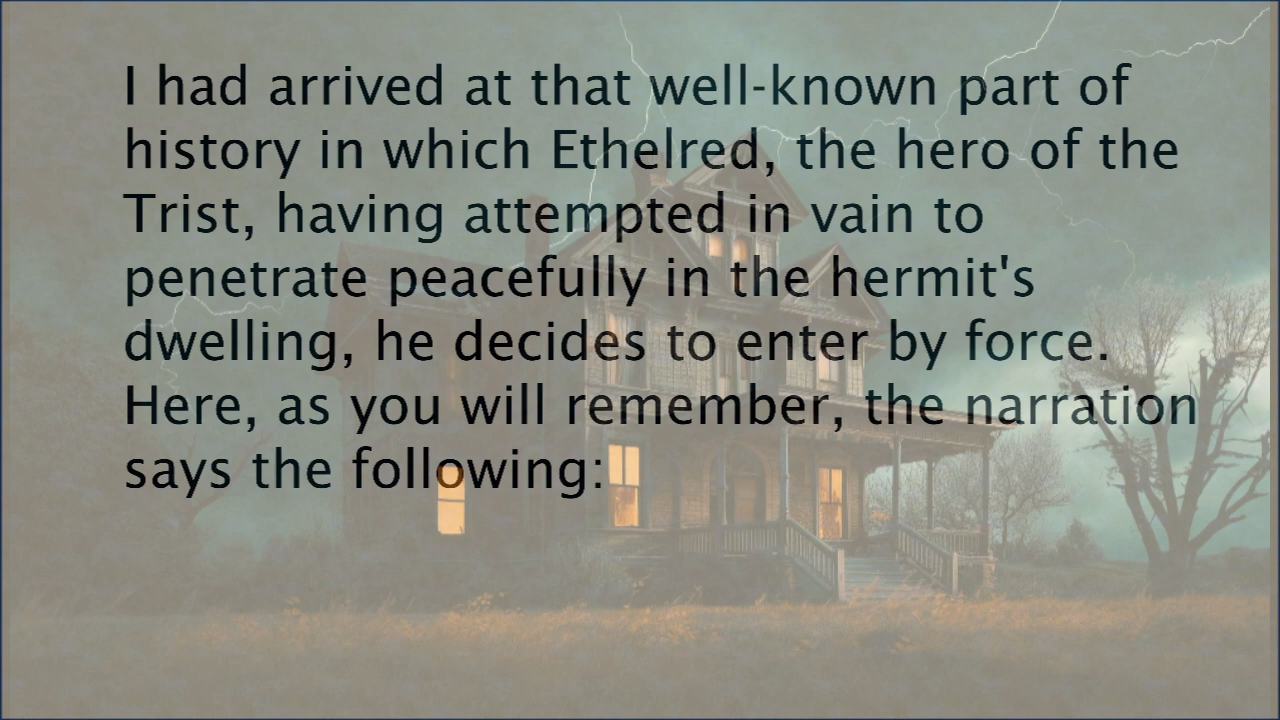 I had arrived at that well-known part of
history in which Ethelred, the hero of the
Trist, having attempted in vain to
penetrate peacefully in the hermit's
dwelling, he decides to enter by force.
Here, as you will remember, the narration
says the following: